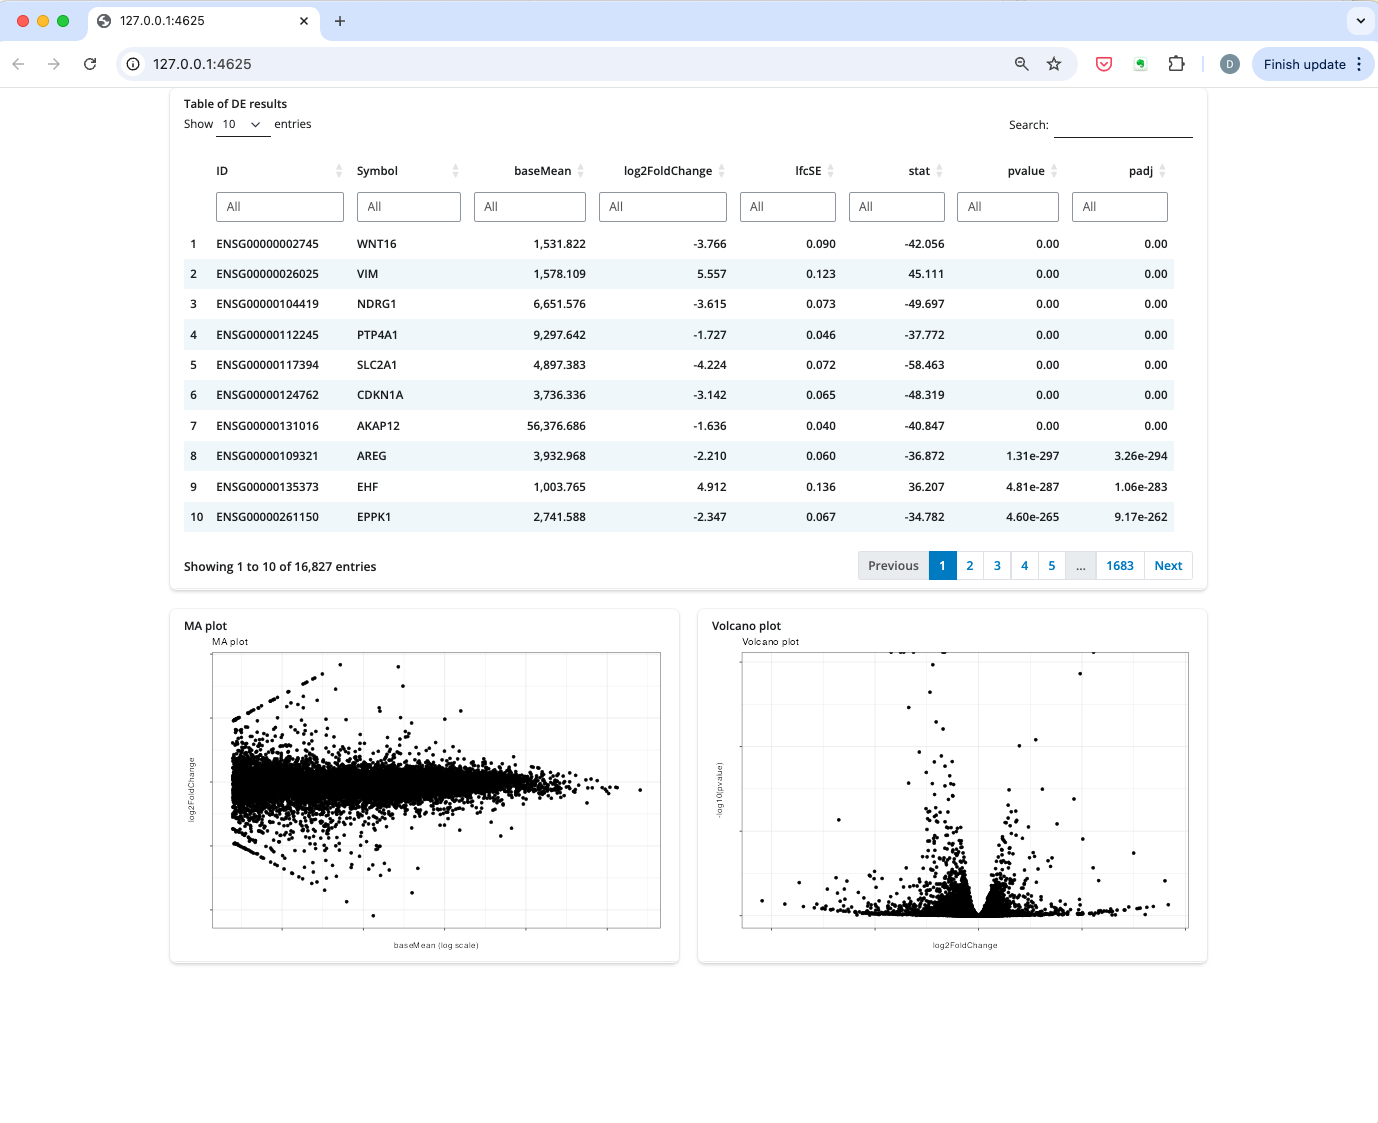 127.0.0.1:4625
127.0.0.1:4625
D
Finish update
Table of DE results
Show 10 entries
Search:
ID Symbol baseMean log2FoldChange lfcSE stat pvalue padj
All All All All All All All All
1 ENSG00000002745 WNT16 1,531.822 -3.766 0.090 -42.056 0.00 0.00
2 ENSG00000026025 VIM 1,578.109 5.557 0.123 45.111 0.00 0.00
3 ENSG00000104419 NDRG1 6,651.576 -3.615 0.073 -49.697 0.00 0.00
4 ENSG00000112245 PTP4A1 9,297.642 -1.727 0.046 -37.772 0.00 0.00
5 ENSG00000117394 SLC2A1 4,897.383 -4.224 0.072 -58.463 0.00 0.00
6 ENSG00000124762 CDKN1A 3,736.336 -3.142 0.065 -48.319 0.00 0.00
7 ENSG00000131016 AKAP12 56,376.686 -1.636 0.040 -40.847 0.00 0.00
8 ENSG00000109321 AREG 3,932.968 -2.210 0.060 -36.872 1.31e-297 3.26e-294
9 ENSG00000135373 EHF 1,003.765 4.912 0.136 36.207 4.81e-287 1.06e-283
10 ENSG00000261150 EPPK1 2,741.588 -2.347 0.067 -34.782 4.60e-265 9.17e-262
Showing 1 to 10 of 16,827 entries
Previous 1 2 3 4 5 ... 1683 Next
MA plot
MA plot
log2FoldChange
baseMean (log scale)
Volcano plot
Volcano plot
-log10(pvalue)
log2FoldChange